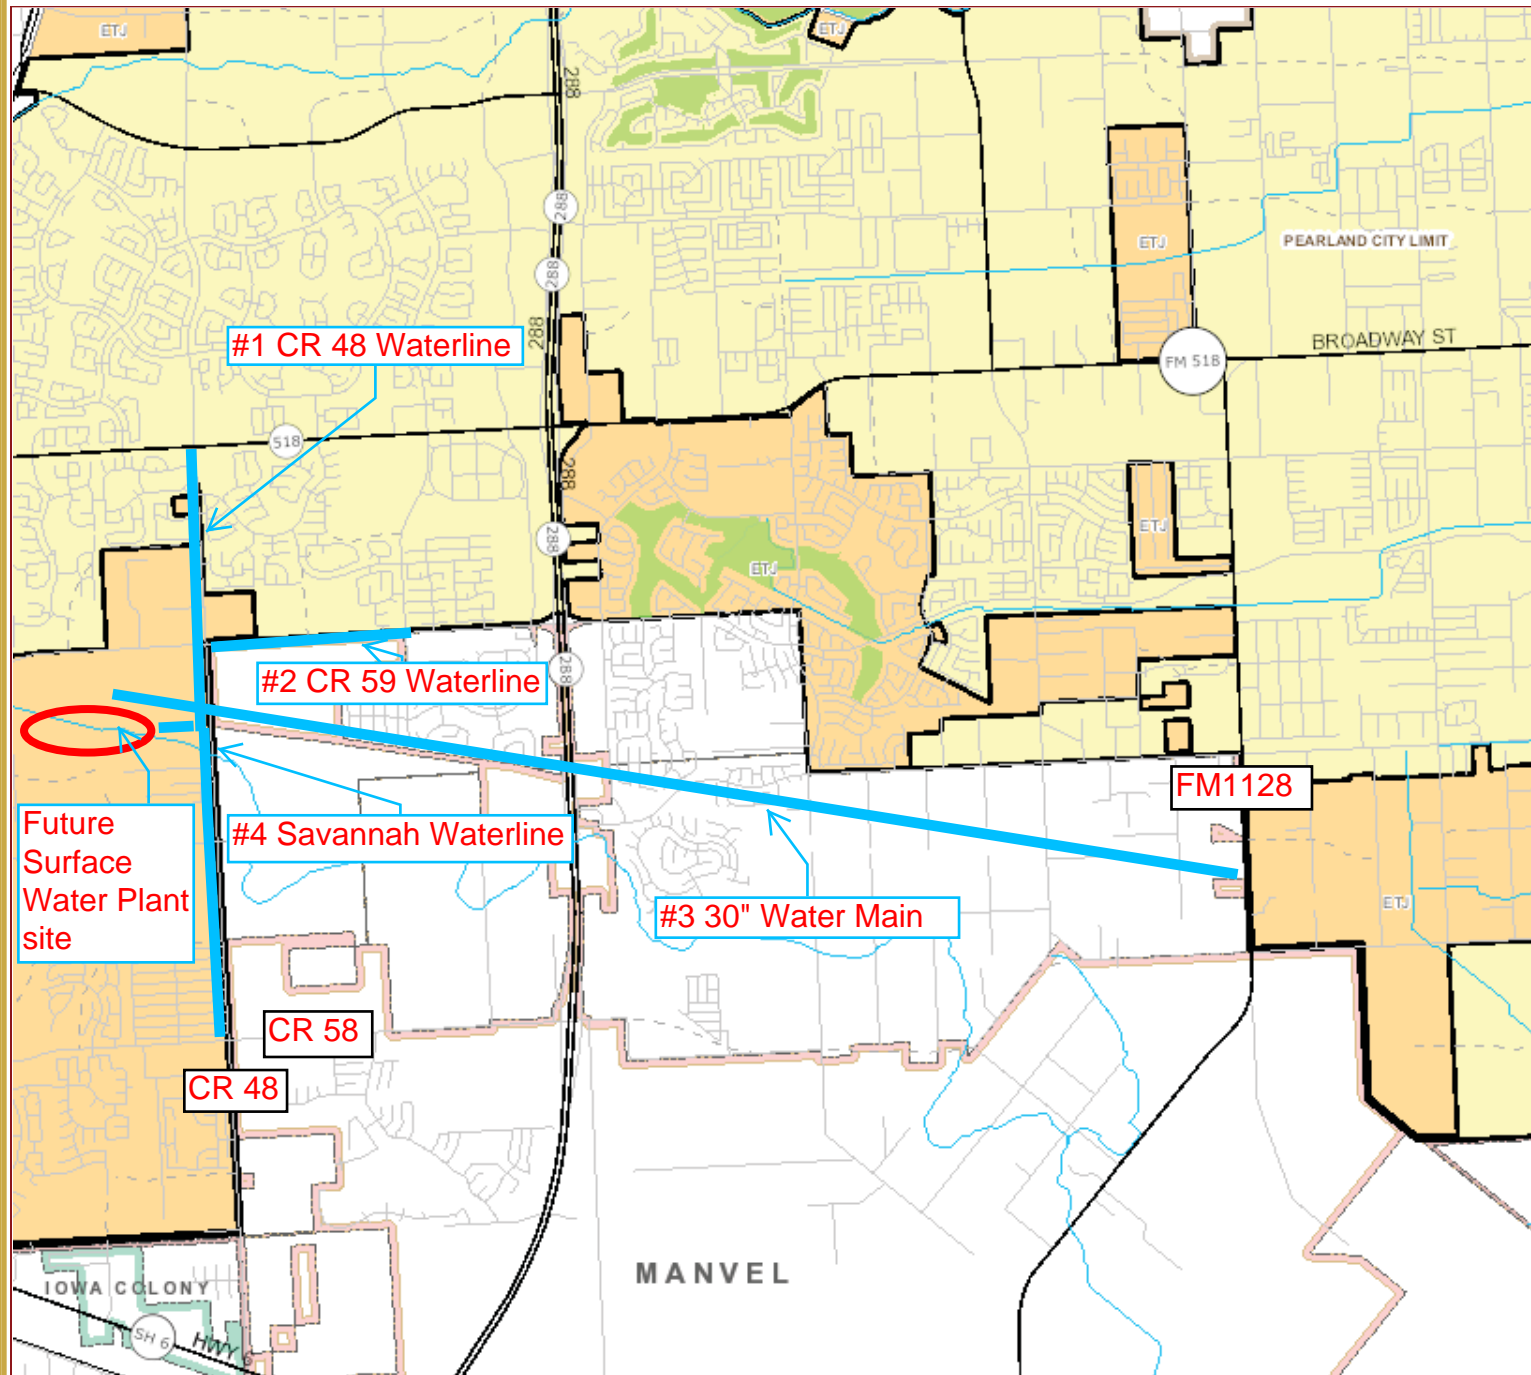 ETJ
ETJ
288
288
288
288
ETJ
PEARLAND CITY LIMIT
#1 CR 48 Waterline
BROADWAY ST
FM 518
518
288
288
ETJ
ETJ
#2 CR 59 Waterline
288
FM1128
Future
Surface
Water Plant
site
#4 Savannah Waterline
#3 30" Water Main
ETJ
CR 58
CR 48
MANVEL
IOWA COLONY
SH 6
HWY 6